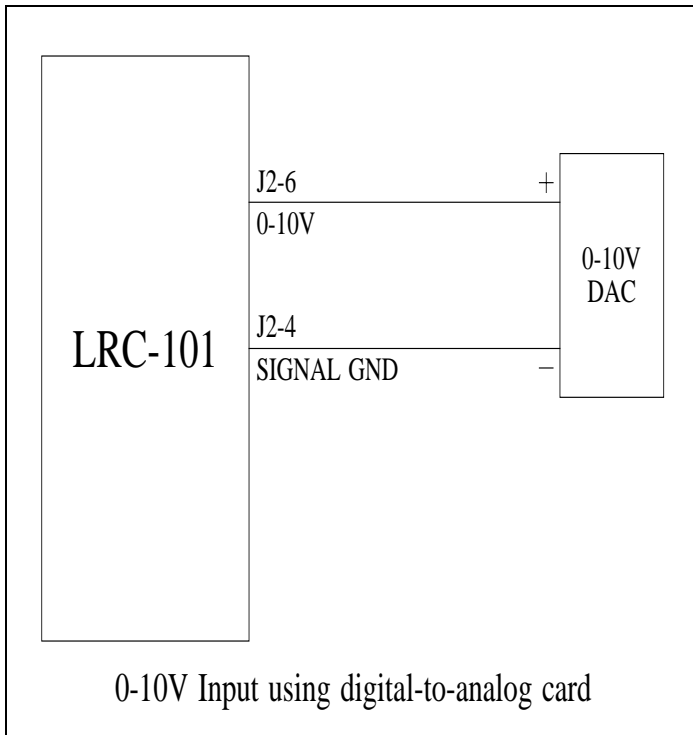 J2-6
+
0-10V
0-10V
DAC
J2-4
LRC-101
SIGNAL GND
−
0-10V Input using digital-to-analog card